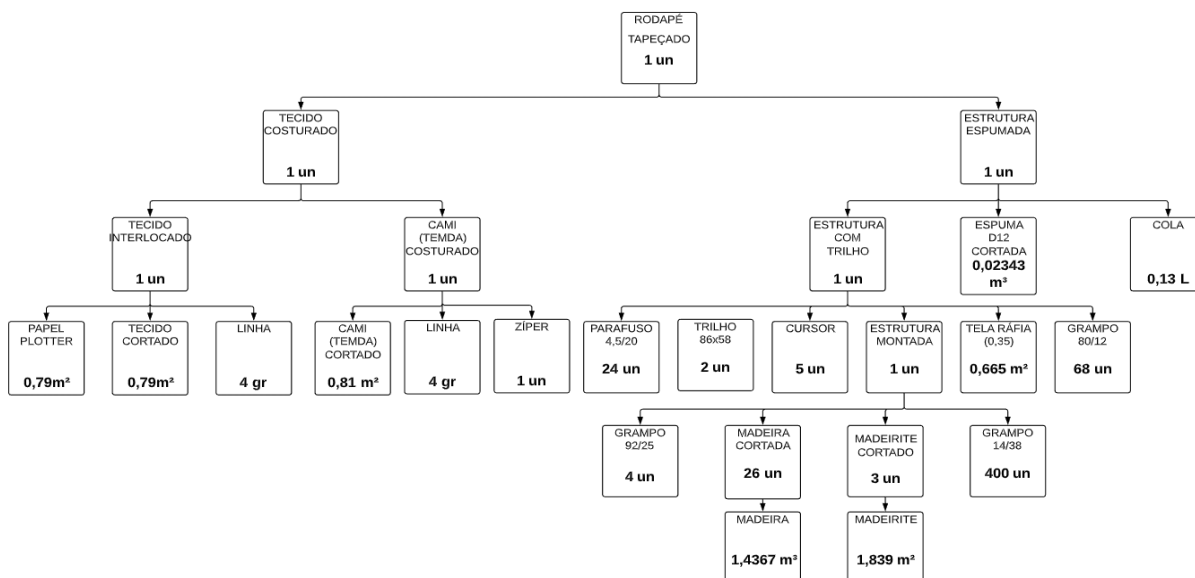 RODAPÉ
TAPEÇADO
1 un
TECIDO
COSTURADO
1 un
ESTRUTURA
ESPUMADA
1 un
TECIDO
INTERLOCADO
1 un
CAMI
(TEMDA)
COSTURADO
1 un
ESTRUTURA
COM
TRILHO
1 un
ESPUMA
D12
CORTADA
0,02343
m³
COLA
0,13 L
PAPEL
PLOTTER
0,79m²
TECIDO
CORTADO
0,79m²
LINHA
4 gr
CAMI
(TEMDA)
CORTADO
0,81 m²
LINHA
4 gr
ZÍPER
1 un
PARAFUSO
4,5/20
24 un
TRILHO
86x58
2 un
CURSOR
5 un
ESTRUTURA
MONTADA
1 un
TELA RÁFIA
(0,35)
0,665 m²
GRAMPO
80/12
68 un
GRAMPO
92/25
4 un
MADEIRA
CORTADA
26 un
MADEIRITE
CORTADO
3 un
GRAMPO
14/38
400 un
MADEIRA
1,4367 m³
MADEIRITE
1,839 m²